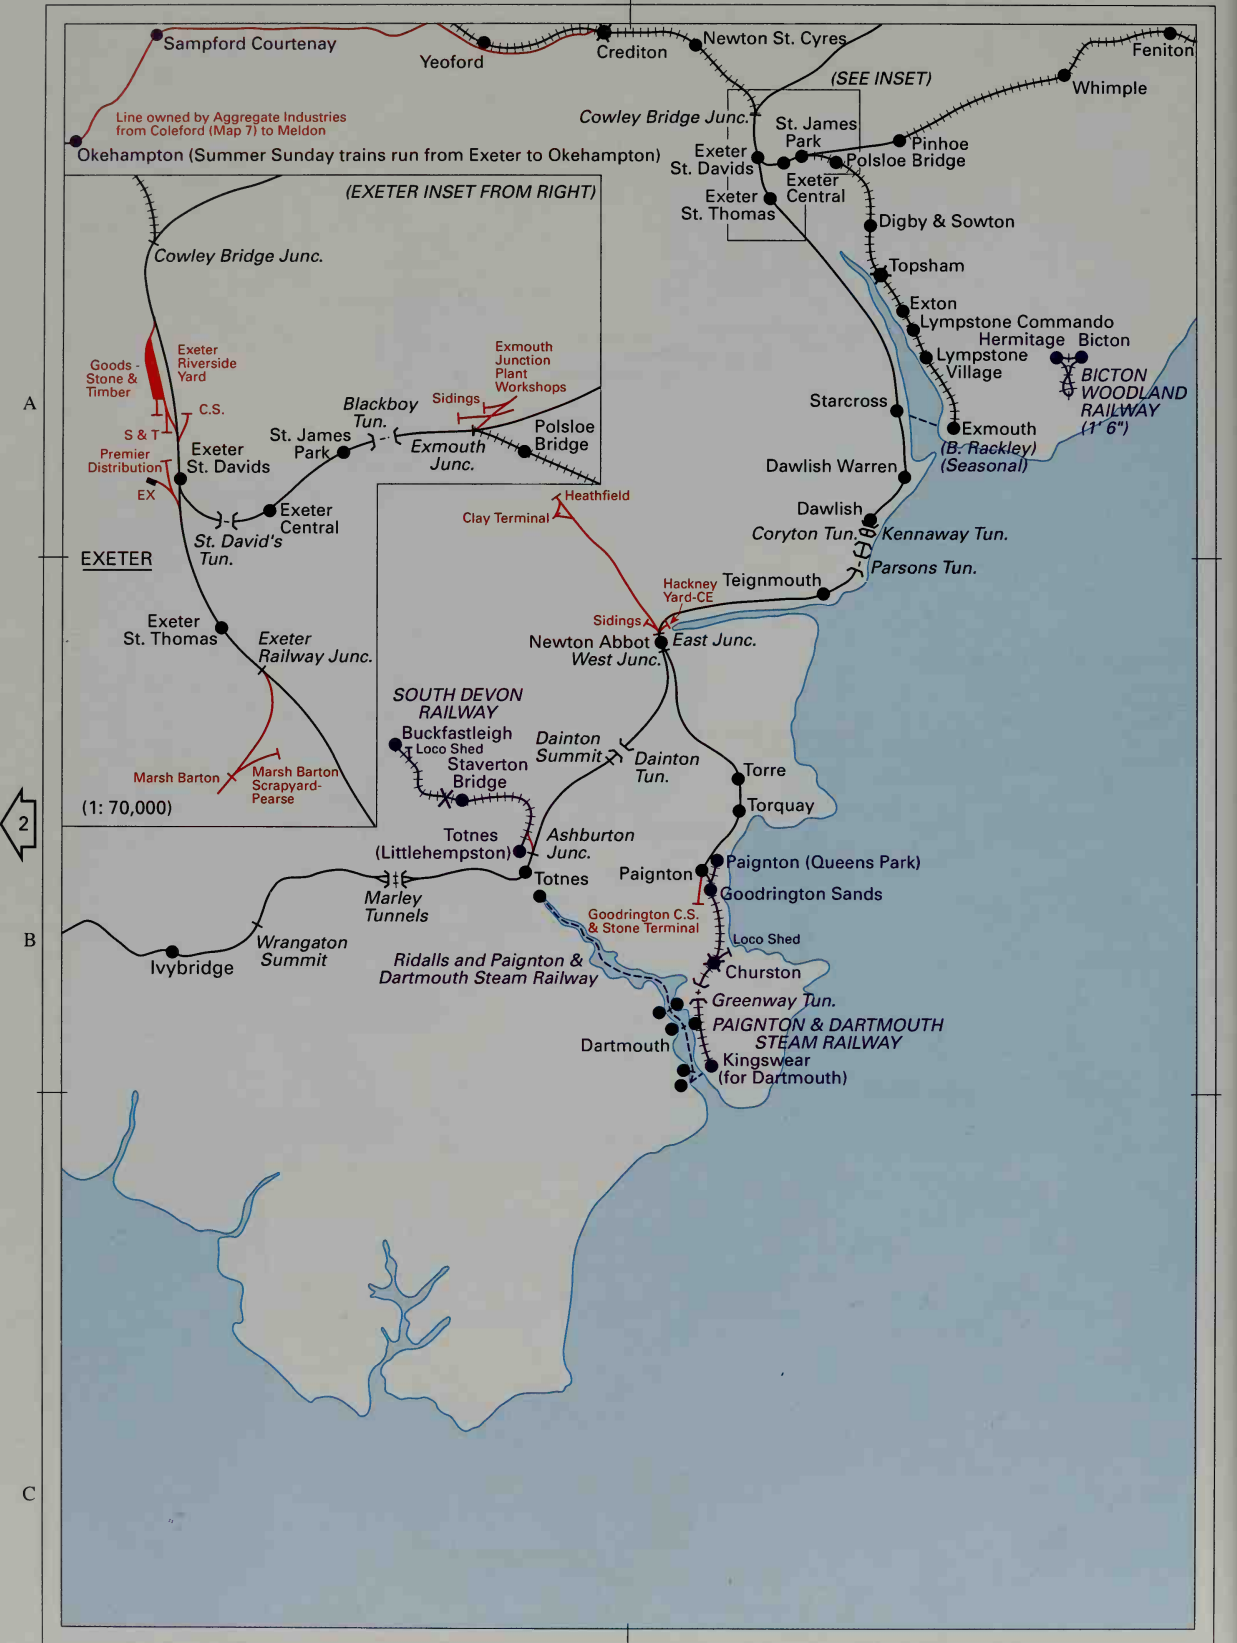 Sampford Courtenay
Yeoford
Crediton
Newton St. Cyres
Feniton
(SEE INSET)
Whimple
Line owned by Aggregate Industries
from Coleford (Map 7) to Meldon
Cowley Bridge Junc.
St. James
Park
Pinhoe
Okehampton (Summer Sunday trains run from Exeter to Okehampton)
Exeter
St. Davids
Polsloe Bridge
Exeter
Central
Exeter
St. Thomas
(EXETER INSET FROM RIGHT)
Digby & Sowton
Cowley Bridge Junc.
Topsham
Exton
Lympstone Commando
Hermitage
Bicton
Lympstone
Village
BICTON
WOODLAND
RAILWAY
(1' 6")
Goods -
Stone &
Timber
Exeter
Riverside
Yard
Exmouth
Junction
Plant
Workshops
Sidings
A
C.S.
Blackboy
Tun.
Starcross
S & T
St. James
Park
Exmouth
Junc.
Polsloe
Bridge
Exmouth
(B. Rackley)
(Seasonal)
Premier
Distribution
Exeter
St. Davids
Dawlish Warren
EX
Exeter
Central
Heathfield
Clay Terminal
Dawlish
St. David's
Tun.
Coryton Tun.
Kennaway Tun.
EXETER
Parsons Tun.
Teignmouth
Hackney
Yard-CE
Sidings
Exeter
St. Thomas
Exeter
Railway Junc.
Newton Abbot
East Junc.
West Junc.
SOUTH DEVON
RAILWAY
Buckfastleigh
Loco Shed
Staverton
Bridge
Dainton
Summit
Dainton
Tun.
Marsh Barton
Marsh Barton
Scrapyard-
Pearse
Torre
(1: 70,000)
Torquay
2
Totnes
(Littlehempston)
Ashburton
Junc.
Paignton (Queens Park)
Paignton
Totnes
Goodrington Sands
Marley
Tunnels
Goodrington C.S.
& Stone Terminal
B
Wrangaton
Summit
Loco Shed
Ivybridge
Ridalls and Paignton &
Dartmouth Steam Railway
Churston
Greenway Tun.
PAIGNTON & DARTMOUTH
STEAM RAILWAY
Dartmouth
Kingswear
(for Dartmouth)
C